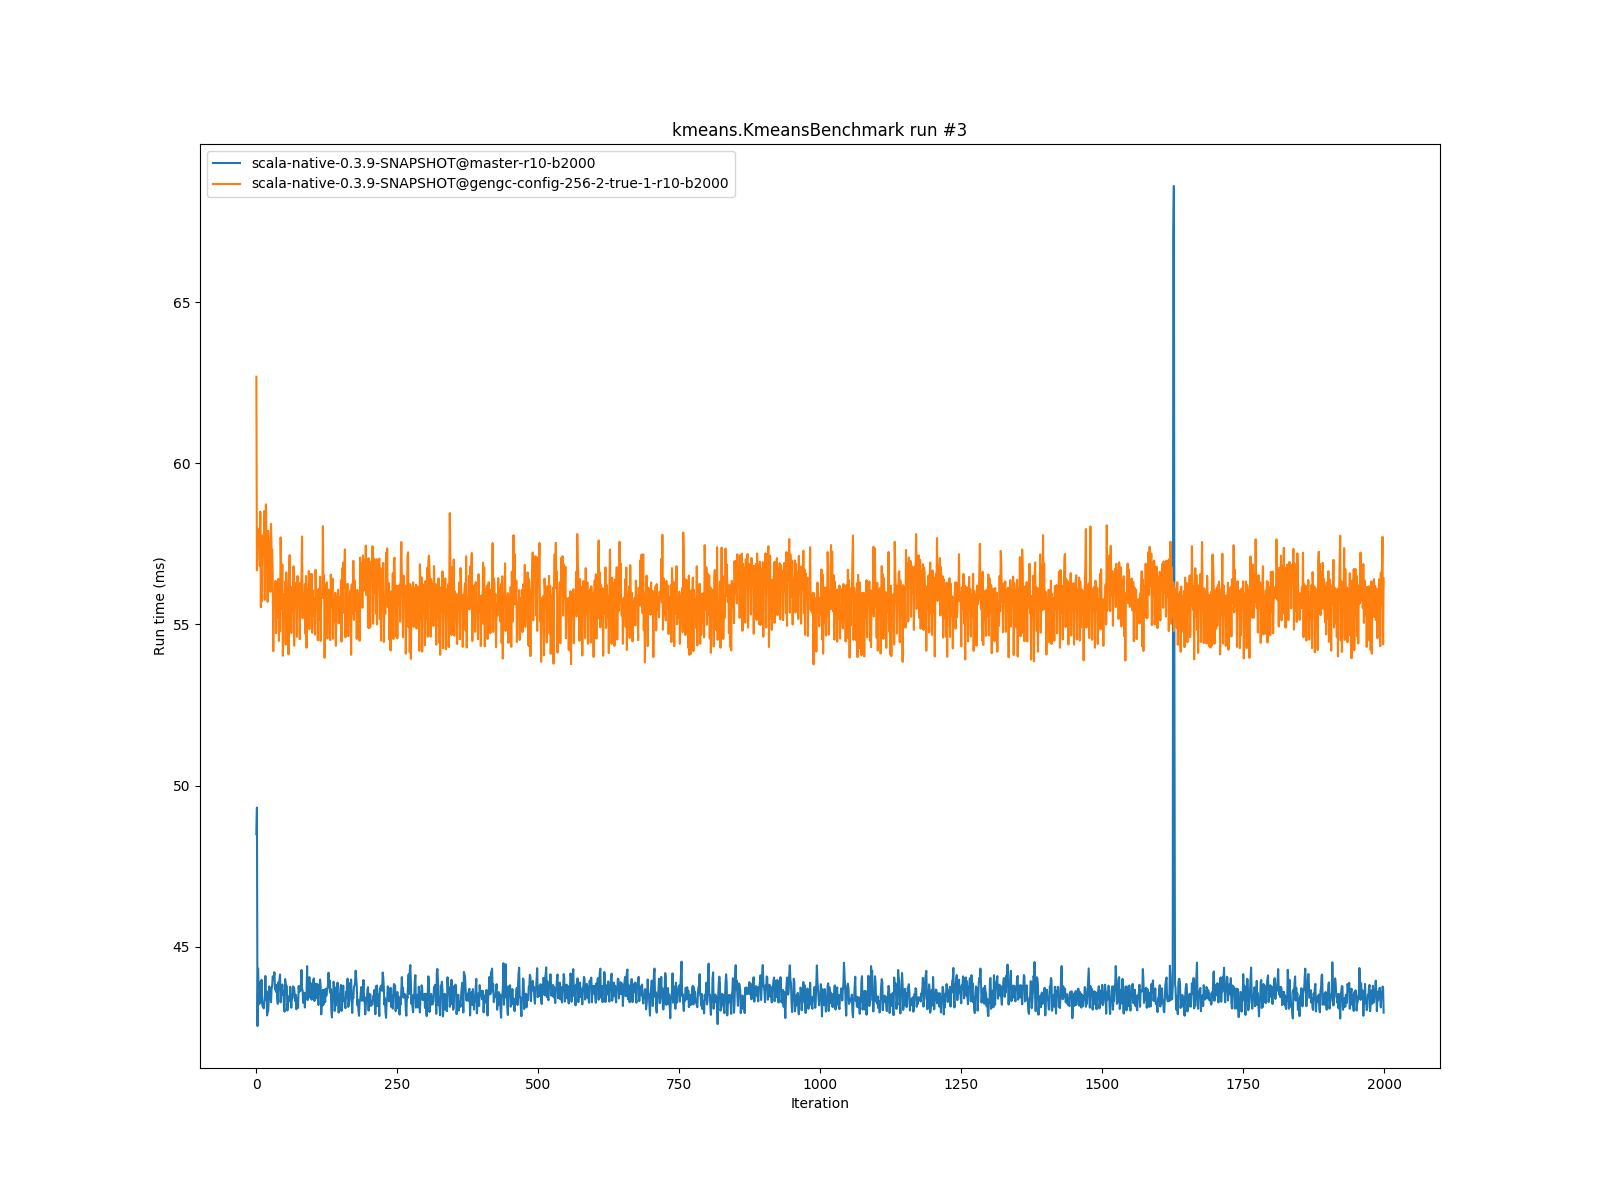 kmeans.KmeansBenchmark run #3
scala-native-0.3.9-SNAPSHOT@master-r10-b2000
scala-native-0.3.9-SNAPSHOT@gengc-config-256-2-true-1-r10-b2000
Run time (ms)
65
60
55
50
45
0 250 500 750 1000 1250 1500 1750 2000
Iteration